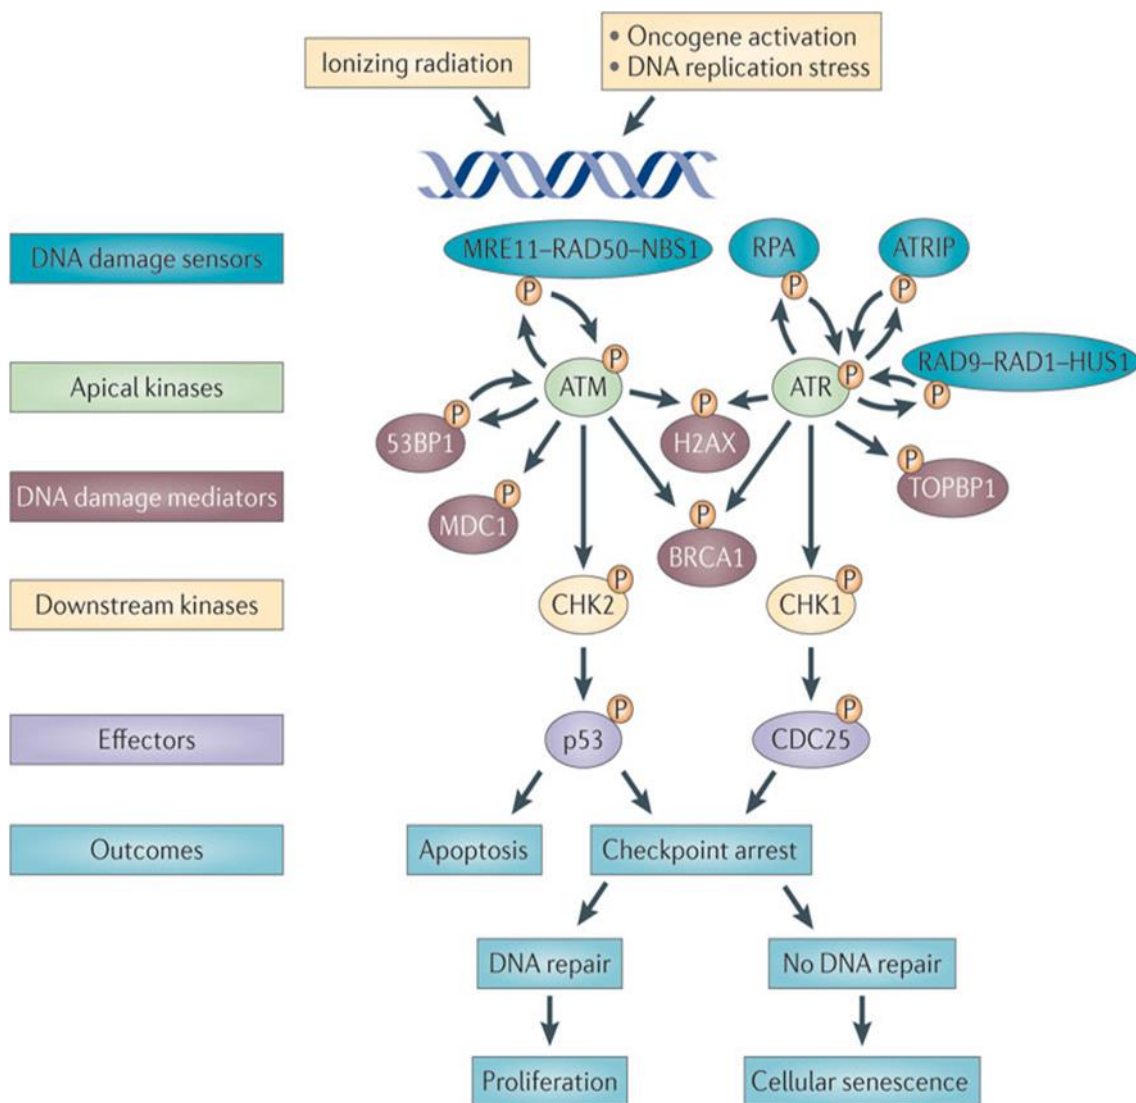 Ionizing radiation
• Oncogene activation
• DNA replication stress
DNA damage sensors
MRE11–RAD50–NBS1
RPA
ATRIP
P
P
P
RAD9–RAD1–HUS1
P
P
P
Apical kinases
ATM
ATR
P
P
53BP1
H2AX
P
TOPBP1
DNA damage mediators
P
MDC1
P
BRCA1
Downstream kinases
P
CHK2
P
CHK1
Effectors
P
p53
P
CDC25
Outcomes
Apoptosis
Checkpoint arrest
DNA repair
No DNA repair
Proliferation
Cellular senescence